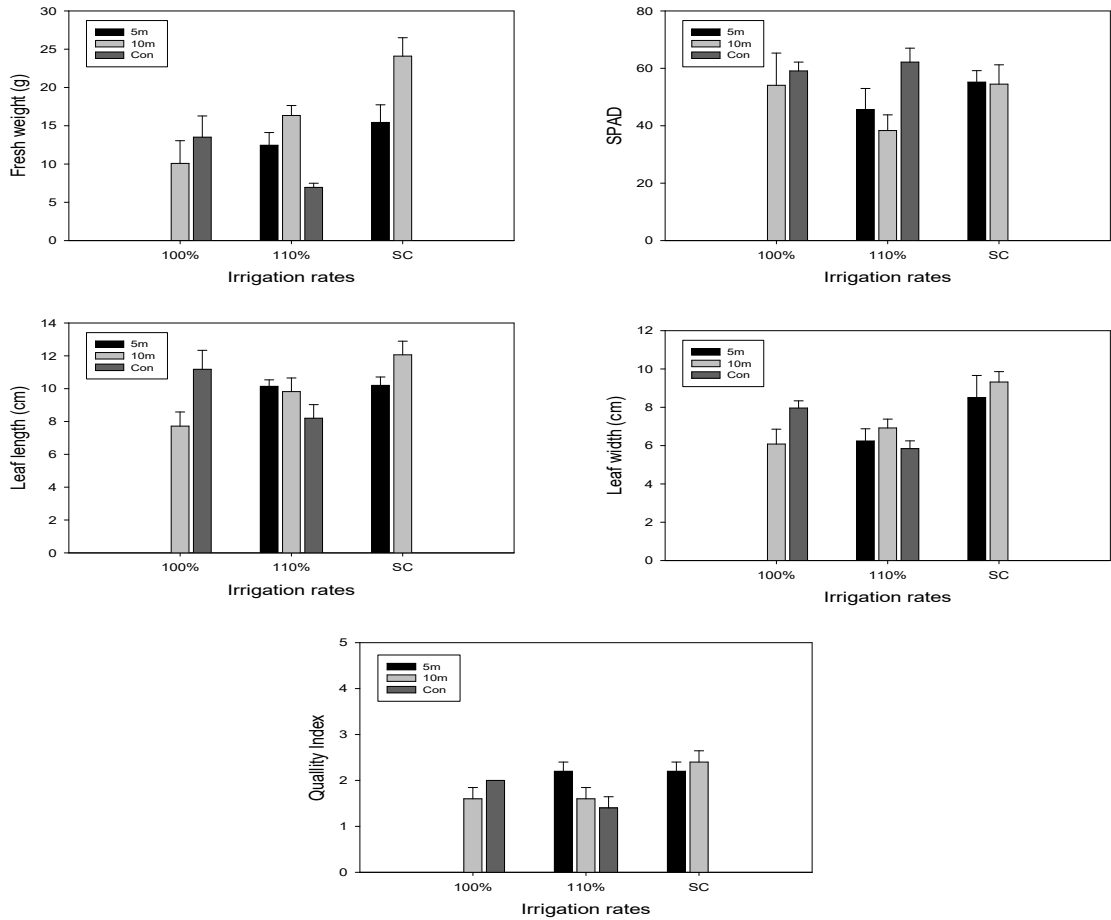 Fresh weight (g)
30
25
20
15
10
5
0
5m
10m
Con
100%
110%
SC
Irrigation rates
SPAD
80
60
40
20
0
5m
10m
Con
100%
110%
SC
Irrigation rates
Leaf length (cm)
14
12
10
8
6
4
2
0
5m
10m
Con
100%
110%
SC
Irrigation rates
Leaf width (cm)
12
10
8
6
4
2
0
5m
10m
Con
100%
110%
SC
Irrigation rates
Quallity Index
5
4
3
2
1
0
5m
10m
Con
100%
110%
SC
Irrigation rates